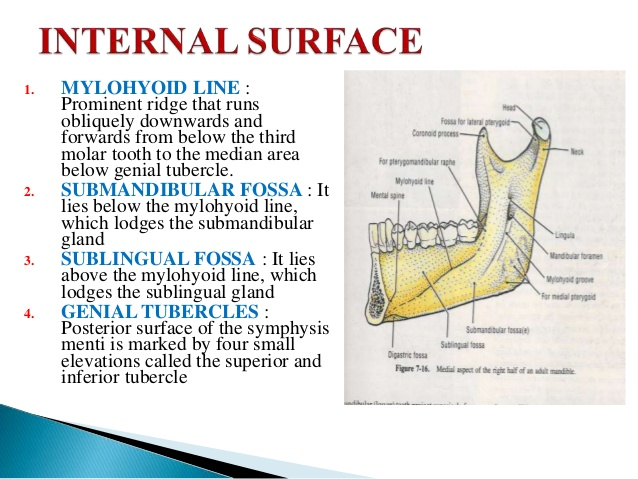 INTERNAL SURFACE
1. MYLOHYOID LINE :
Prominent ridge that runs
obliquely downwards and
forwards from below the third
molar tooth to the median area
below genial tubercle.
2. SUBMANDIBULAR FOSSA : It
lies below the mylohyoid line,
which lodges the submandibular
gland
3. SUBLINGUAL FOSSA : It lies
above the mylohyoid line, which
lodges the sublingual gland
4. GENIAL TUBERCLES :
Posterior surface of the symphysis
menti is marked by four small
elevations called the superior and
inferior tubercle
Head
Fossa for lateral pterygoid
Coronoid process
Neck
For pterygomandibular raphe
Mylohyoid line
Mental spine
Lingula
Mandibular foramen
Mylohyoid groove
For medial pterygoid
Submandibular fossa(e)
Sublingual fossa
Digastric fossa
Figure 7-16. Medial aspect of the right half of an adult mandible.